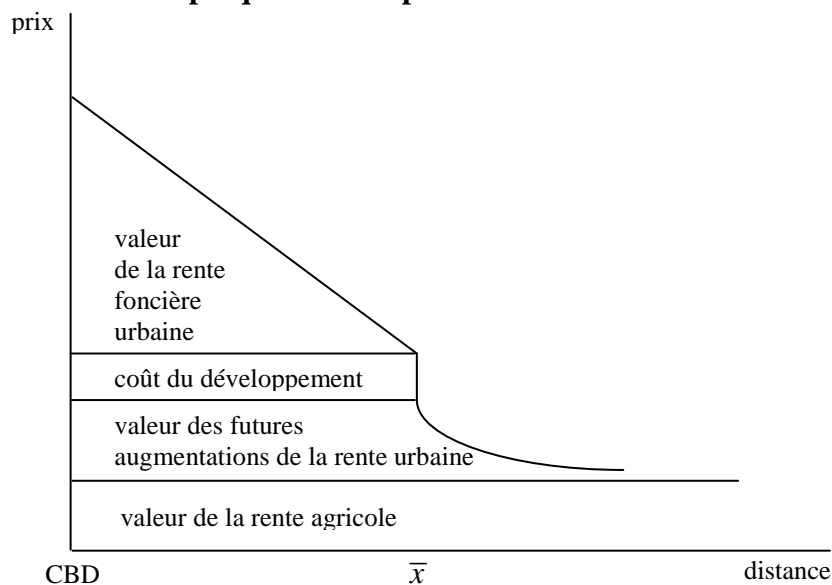 prix
valeur
de la rente
foncière
urbaine
coût du développement
valeur des futures
augmentations de la rente urbaine
valeur de la rente agricole
CBD
x̅
distance